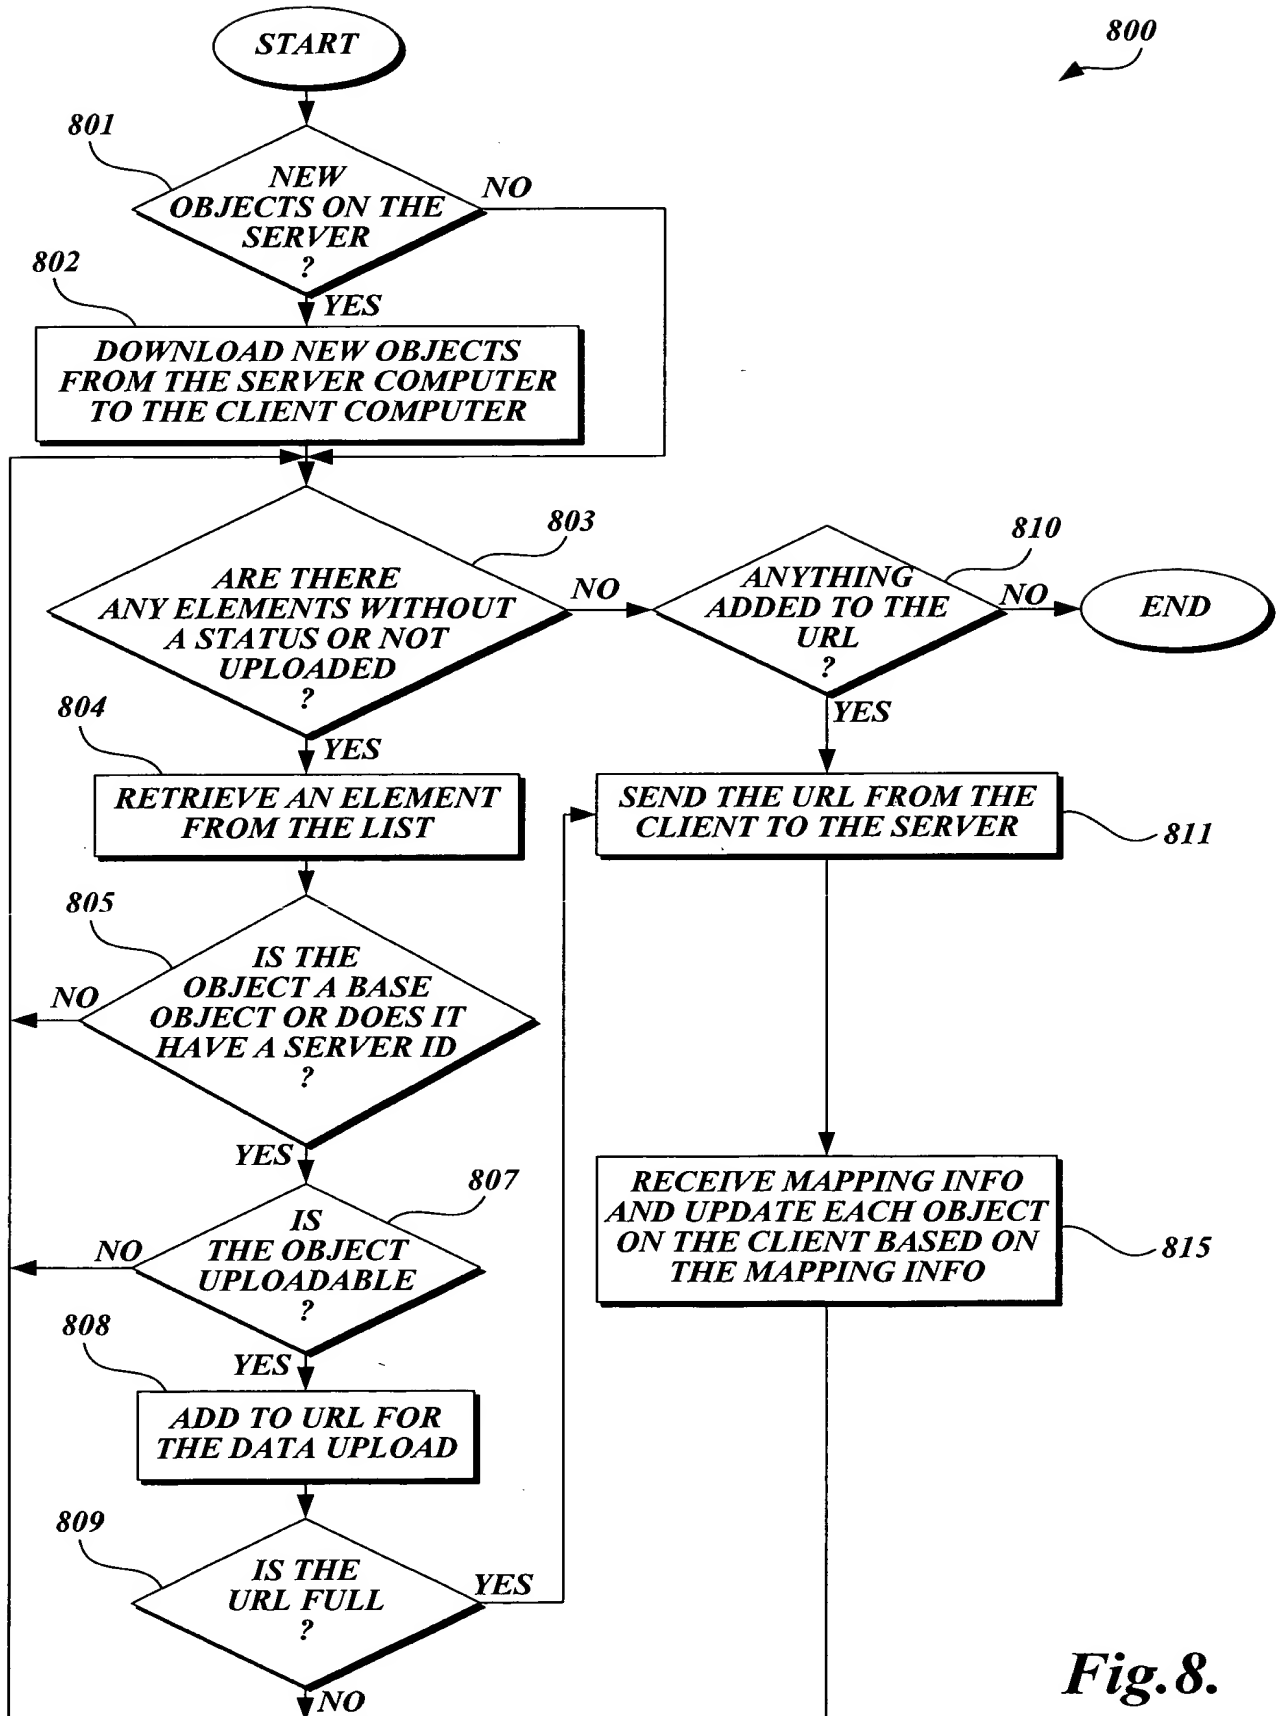 START
800
801
NEW
OBJECTS ON THE
SERVER
?
NO
802
YES
DOWNLOAD NEW OBJECTS
FROM THE SERVER COMPUTER
TO THE CLIENT COMPUTER
803
ARE THERE
ANY ELEMENTS WITHOUT
A STATUS OR NOT
UPLOADED
?
NO
810
ANYTHING
ADDED TO THE
URL
?
NO
END
804
YES
YES
RETRIEVE AN ELEMENT
FROM THE LIST
SEND THE URL FROM THE
CLIENT TO THE SERVER
811
805
IS THE
OBJECT A BASE
OBJECT OR DOES IT
HAVE A SERVER ID
?
NO
YES
807
IS
THE OBJECT
UPLOADABLE
?
NO
RECEIVE MAPPING INFO
AND UPDATE EACH OBJECT
ON THE CLIENT BASED ON
THE MAPPING INFO
815
808
YES
ADD TO URL FOR
THE DATA UPLOAD
809
IS THE
URL FULL
?
YES
NO
Fig.8.